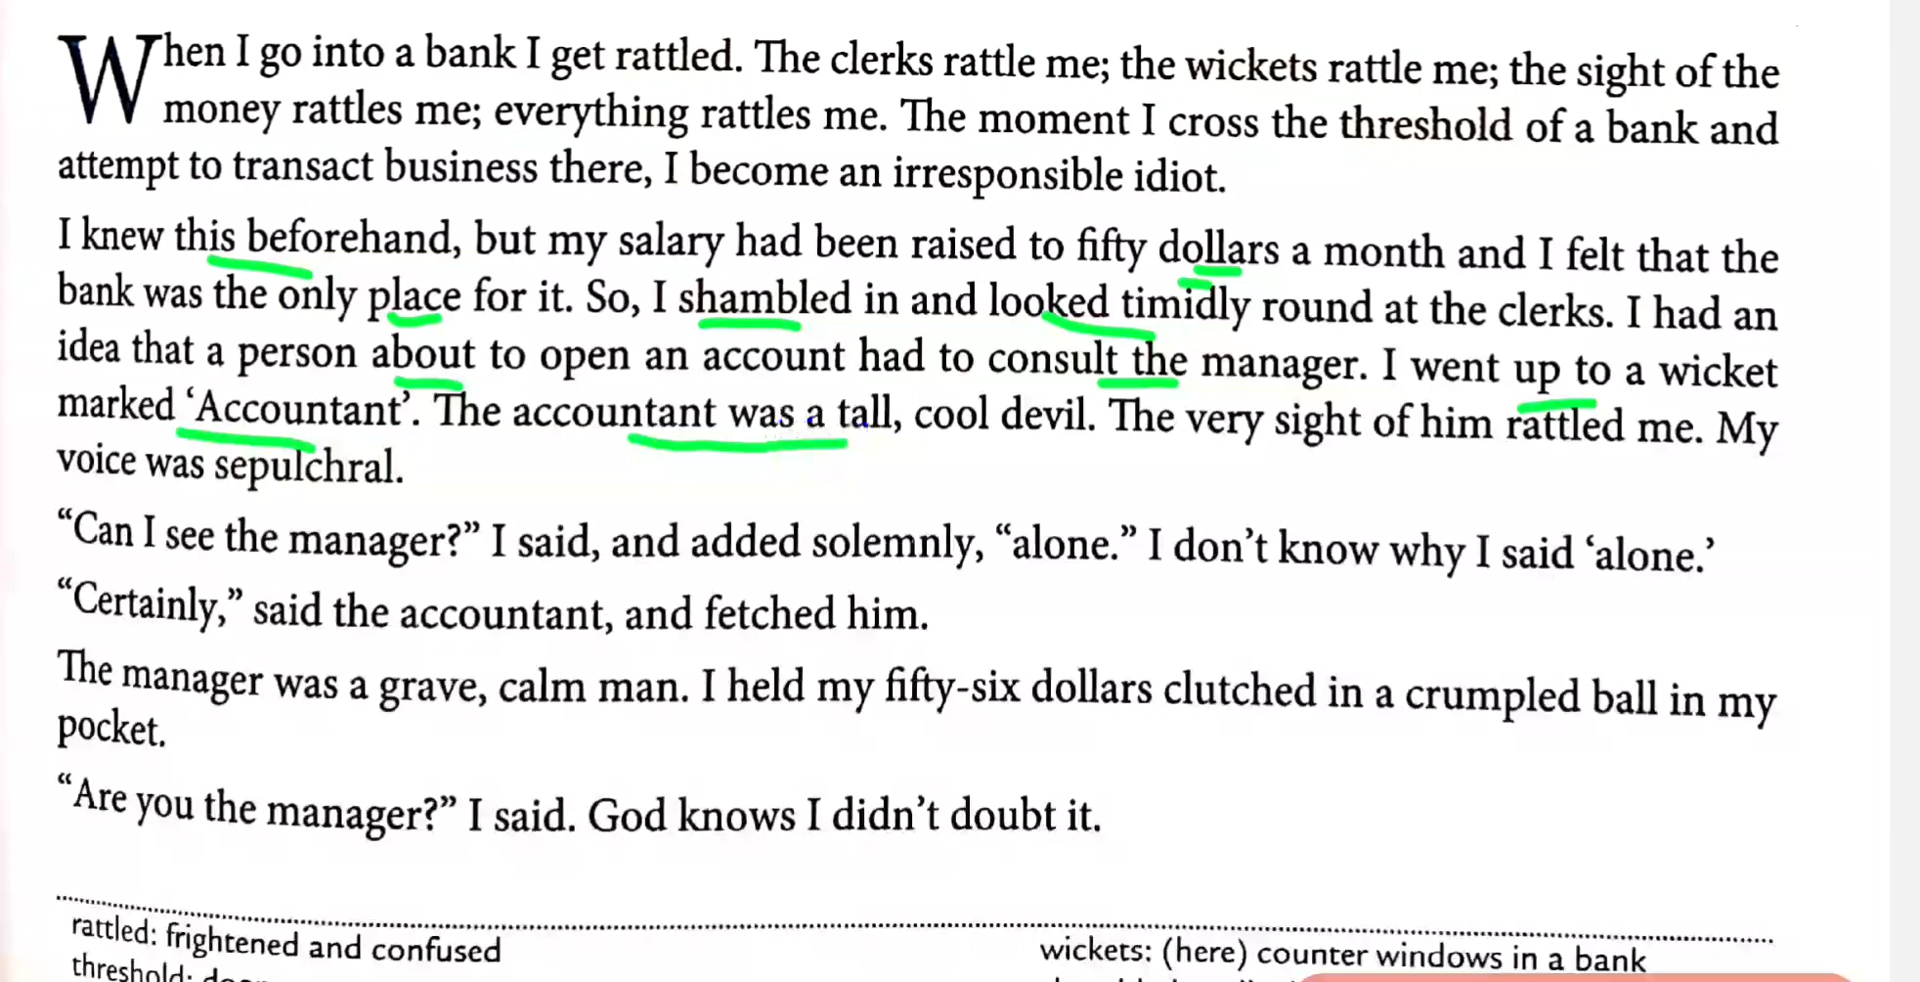 When I go into a bank I get rattled. The clerks rattle me; the wickets rattle me; the sight of the
money rattles me; everything rattles me. The moment I cross the threshold of a bank and
attempt to transact business there, I become an irresponsible idiot.
I knew this beforehand, but my salary had been raised to fifty dollars a month and I felt that the
bank was the only place for it. So, I shambled in and looked timidly round at the clerks. I had an
idea that a person about to open an account had to consult the manager. I went up to a wicket
marked ‘Accountant’. The accountant was a tall, cool devil. The very sight of him rattled me. My
voice was sepulchral.
“Can I see the manager?” I said, and added solemnly, “alone.” I don’t know why I said ‘alone.’
“Certainly,” said the accountant, and fetched him.
The manager was a grave, calm man. I held my fifty-six dollars clutched in a crumpled ball in my
pocket.
“Are you the manager?” I said. God knows I didn’t doubt it.
rattled: frightened and confused
wickets: (here) counter windows in a bank
threshold: